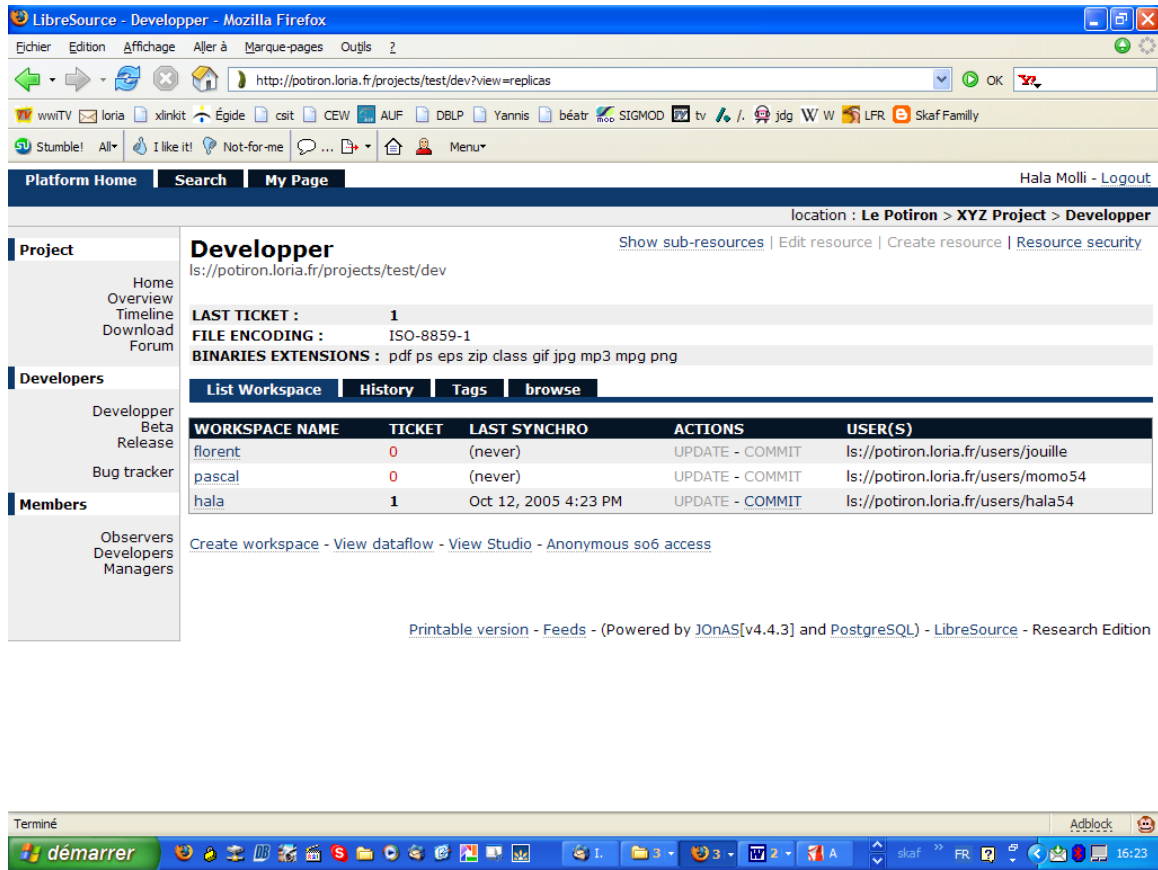 LibreSource - Developper - Mozilla Firefox
Fichier Edition Affichage Aller à Marque-pages Outils ?
http://potiron.loria.fr/projects/test/dev?view=replicas OK
wwiTV loria xlinkit Égide csit CEW AUF DBLP Yannis béatr SIGMOD tv /. jdg W LFR Skaf Familly
Stumble! All I like it! Not-for-me ... Menu
Platform Home Search My Page Hala Molli - Logout
location : Le Potiron > XYZ Project > Developper
Project
Home
Overview
Timeline
Download
Forum
Developers
Developper
Beta
Release
Bug tracker
Members
Observers
Developers
Managers
Developper
Show sub-resources | Edit resource | Create resource | Resource security
ls://potiron.loria.fr/projects/test/dev
LAST TICKET : 1
FILE ENCODING : ISO-8859-1
BINARIES EXTENSIONS : pdf ps eps zip class gif jpg mp3 mpg png
List Workspace History Tags browse
WORKSPACE NAME TICKET LAST SYNCHRO ACTIONS USER(S)
florent 0 (never) UPDATE - COMMIT ls://potiron.loria.fr/users/jouille
pascal 0 (never) UPDATE - COMMIT ls://potiron.loria.fr/users/momo54
hala 1 Oct 12, 2005 4:23 PM UPDATE - COMMIT ls://potiron.loria.fr/users/hala54
Create workspace - View dataflow - View Studio - Anonymous so6 access
Printable version - Feeds - (Powered by JOnAS[v4.4.3] and PostgreSQL) - LibreSource - Research Edition
Terminé Adblock
démarrer I. 3 3 2 A skaf » FR 16:23